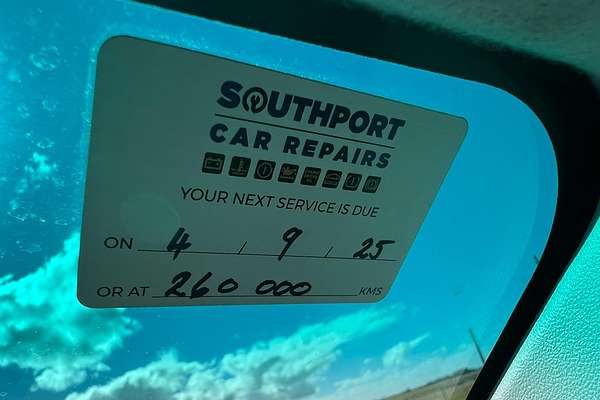 SOUTHPORT
CAR REPAIRS
YOUR NEXT SERVICE IS DUE
ON 4 / 9 / 25
OR AT 260 000 KMS